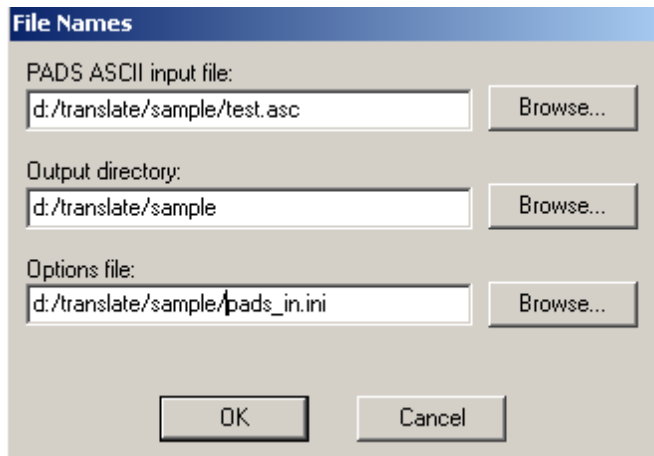 File Names
PADS ASCII input file:
d:/translate/sample/test.asc Browse...
Output directory:
d:/translate/sample Browse...
Options file:
d:/translate/sample/pads_in.ini Browse...
OK Cancel